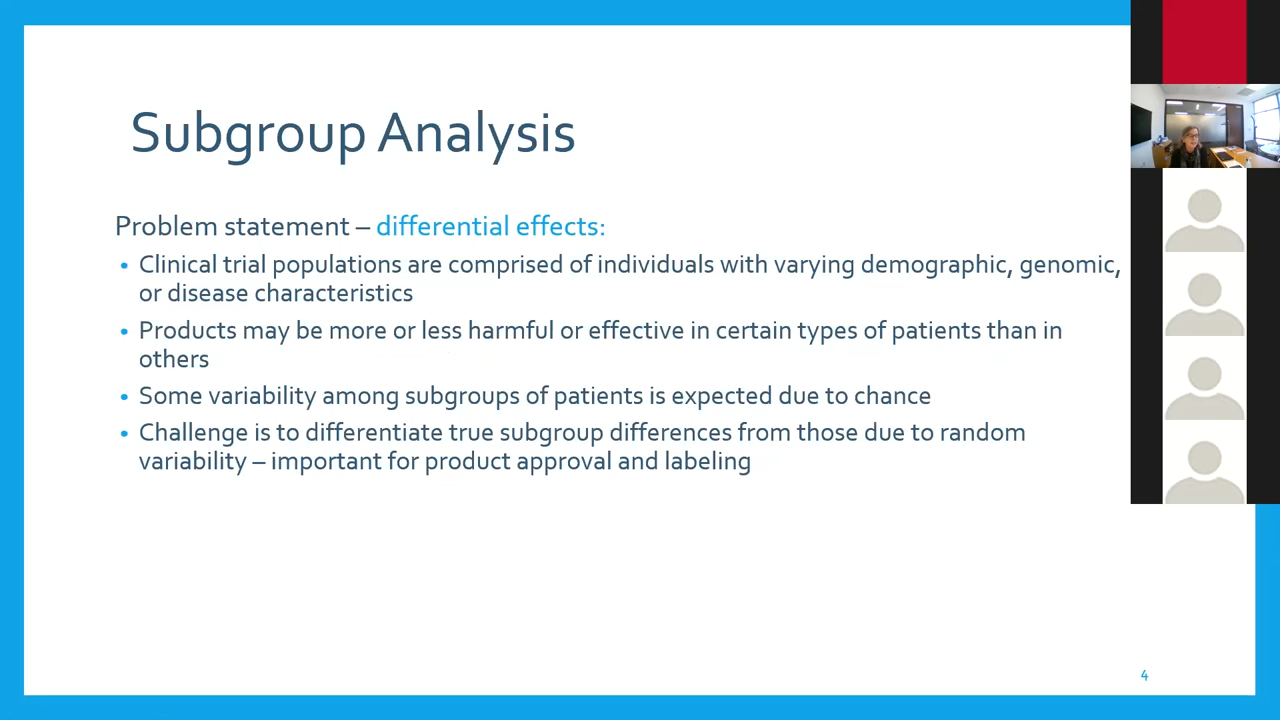 Subgroup Analysis
Problem statement – differential effects:
• Clinical trial populations are comprised of individuals with varying demographic, genomic,
or disease characteristics
• Products may be more or less harmful or effective in certain types of patients than in
others
• Some variability among subgroups of patients is expected due to chance
• Challenge is to differentiate true subgroup differences from those due to random
variability – important for product approval and labeling
4